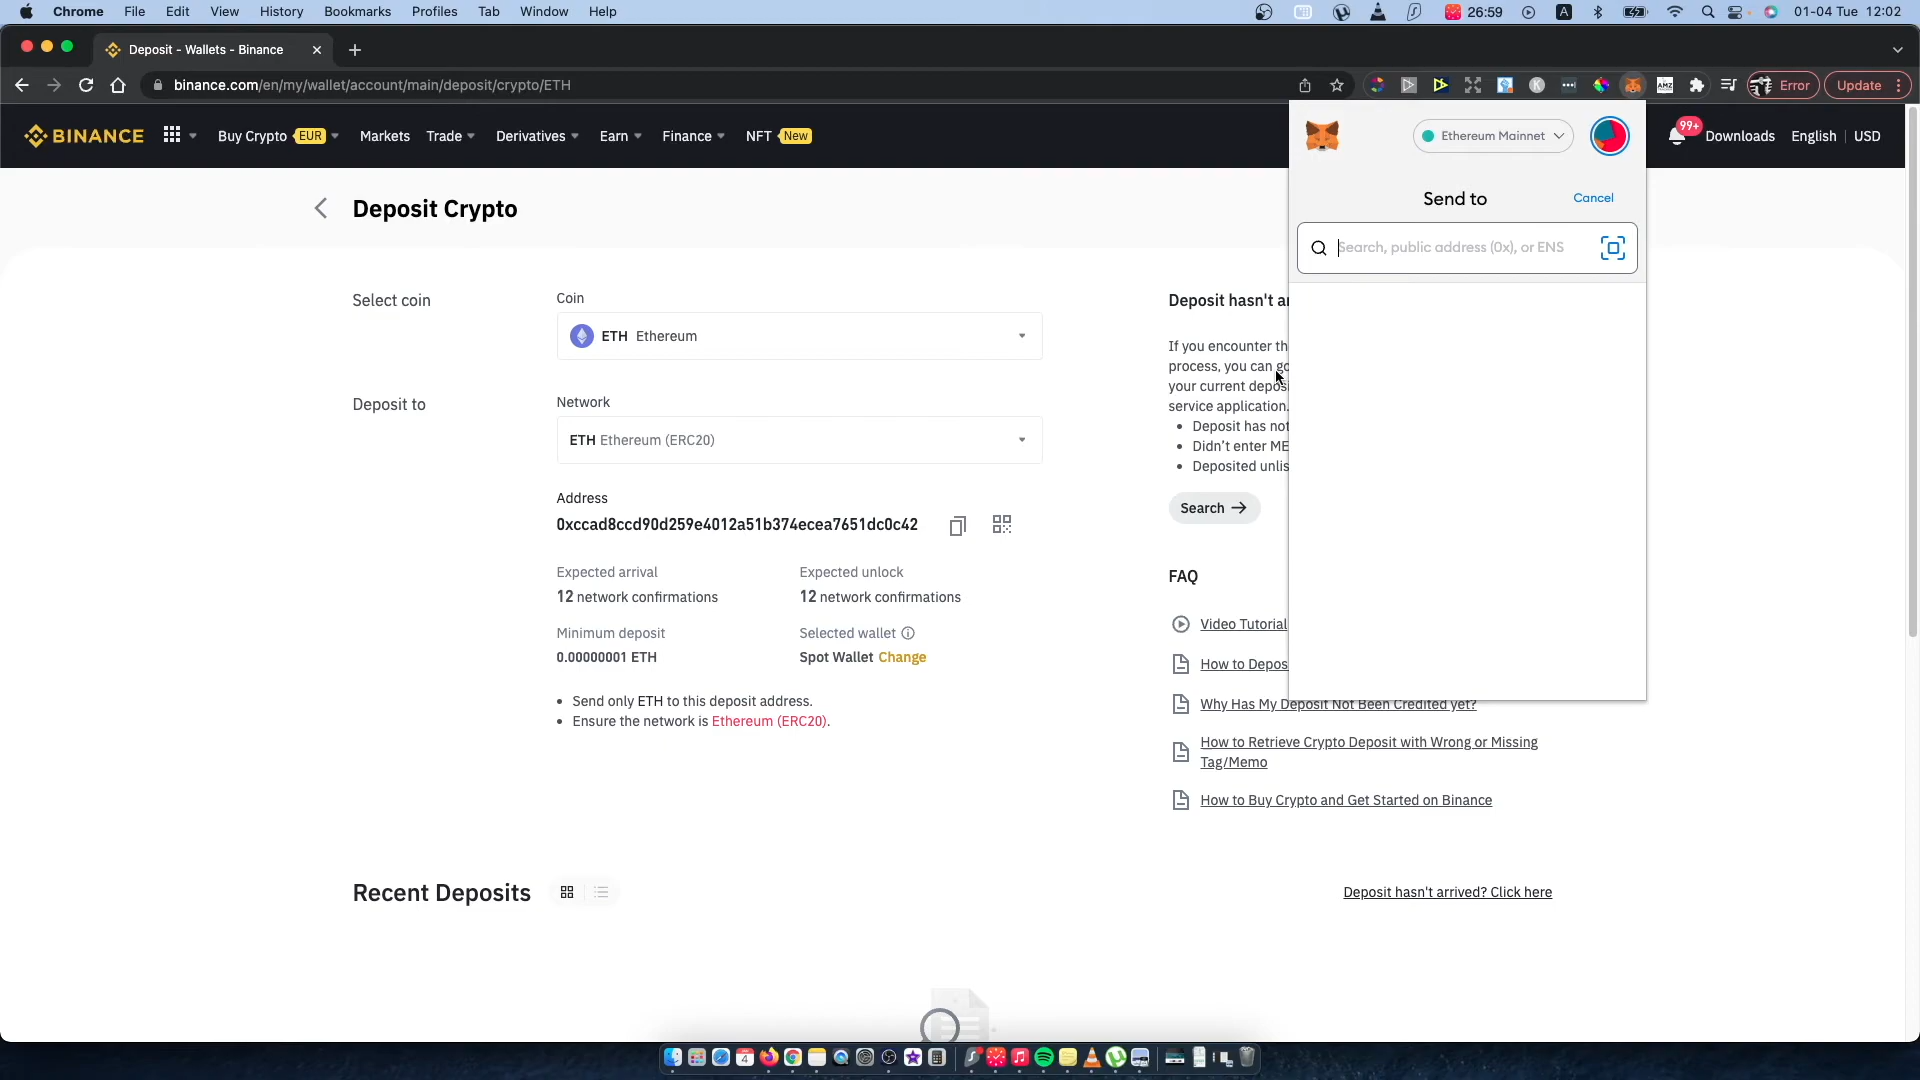 Chrome File Edit View History Bookmarks Profiles Tab Window Help 26:59 A 01-04 Tue 12:02
Deposit - Wallets - Binance
binance.com/en/my/wallet/account/main/deposit/crypto/ETH K AMZ Error Update
BINANCE Buy Crypto EUR Markets Trade Derivatives Earn Finance NFT New 99+ Downloads English USD
Ethereum Mainnet
Send to Cancel
Search, public address (0x), or ENS
Deposit Crypto
Select coin
Coin
ETH Ethereum
Deposit to
Network
ETH Ethereum (ERC20)
Address
0xccad8ccd90d259e4012a51b374ecea7651dc0c42
Expected arrival
12 network confirmations
Expected unlock
12 network confirmations
Minimum deposit
0.00000001 ETH
Selected wallet
Spot Wallet Change
Send only ETH to this deposit address.
Ensure the network is Ethereum (ERC20).
Deposit hasn't
If you encounter
process, you can
your current
service application.
Deposit has
Didn't enter
Deposited
Search →
FAQ
Video Tutorial
How to
Why Has My Deposit Not Been Credited yet?
How to Retrieve Crypto Deposit with Wrong or Missing
Tag/Memo
How to Buy Crypto and Get Started on Binance
Recent Deposits
Deposit hasn't arrived? Click here
4